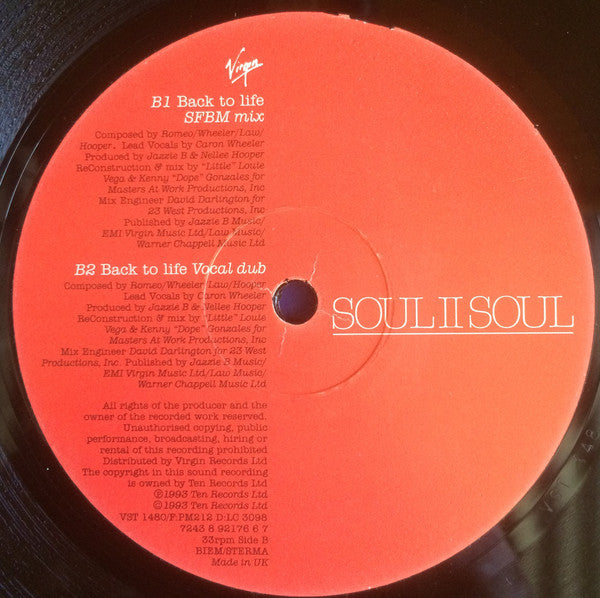 Virgin
B1 Back to life
SFBM mix
Composed by Romeo/Wheeler/Law/
Hooper. Lead Vocals by Caron Wheeler
Produced by Jazzie B & Nellee Hooper
ReConstruction & mix by "Little" Louie
Vega & Kenny "Dope" Gonzales for
Masters At Work Productions, Inc
Mix Engineer David Darlington for
23 West Productions, Inc
Published by Jazzie B Music/
EMI Virgin Music Ltd/Law Music/
Warner Chappell Music Ltd
B2 Back to life Vocal dub
Composed by Romeo/Wheeler/Law/Hooper
Lead Vocals by Caron Wheeler
Produced by Jazzie B & Nellee Hooper
ReConstruction & mix by "Little" Louie
Vega & Kenny "Dope" Gonzales for
Masters At Work Productions, Inc
Mix Engineer David Darlington for 23 West
Productions, Inc. Published by Jazzie B Music/
EMI Virgin Music Ltd/Law Music/
Warner Chappell Music Ltd
SOUL II SOUL
All rights of the producer and the
owner of the recorded work reserved.
Unauthorised copying, public
performance, broadcasting, hiring or
rental of this recording prohibited
Distributed by Virgin Records Ltd
The copyright in this sound recording
is owned by Ten Records Ltd
℗1993 Ten Records Ltd
©1993 Ten Records Ltd
VST 1480/F:PM212 D:LC 3098
7243 8 92176 6 7
33rpm Side B
BIEM/STERMA
Made in UK